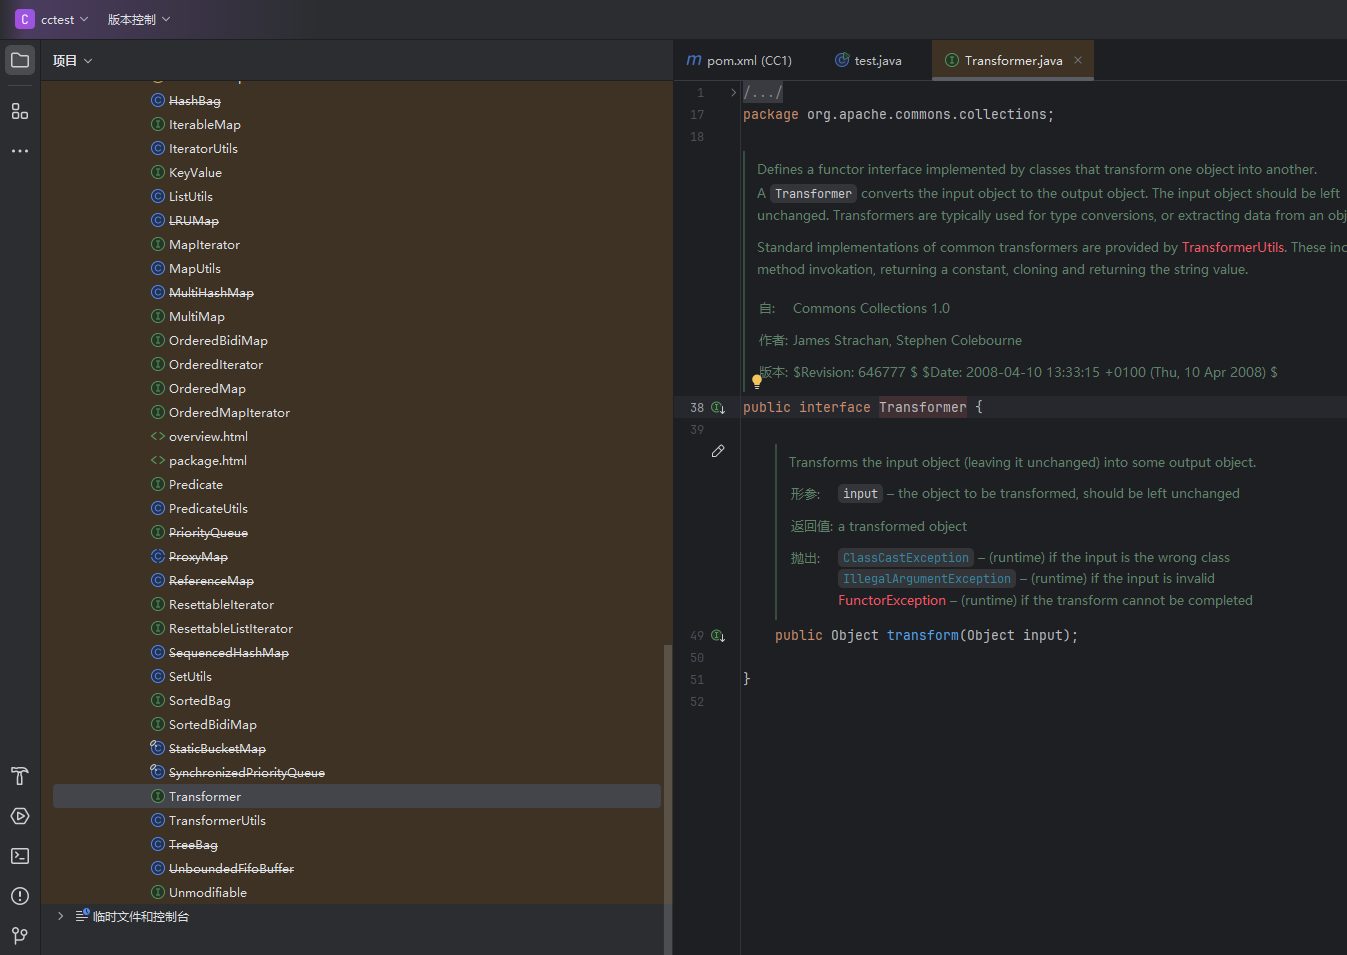 C cctest 版本控制
项目
HashBag
IterableMap
IteratorUtils
KeyValue
ListUtils
LRUMap
MapIterator
MapUtils
MultiHashMap
MultiMap
OrderedBidiMap
OrderedIterator
OrderedMap
OrderedMapIterator
overview.html
package.html
Predicate
PredicateUtils
PriorityQueue
ProxyMap
ReferenceMap
ResettableIterator
ResettableListIterator
SequencedHashMap
SetUtils
SortedBag
SortedBidiMap
StaticBucketMap
SynchronizedPriorityQueue
Transformer
TransformerUtils
TreeBag
UnboundedFifoBuffer
Unmodifiable
临时文件和控制台
pom.xml (CC1) test.java Transformer.java
1 /.../
17 package org.apache.commons.collections;
18
Defines a functor interface implemented by classes that transform one object into another.
A Transformer converts the input object to the output object. The input object should be left
unchanged. Transformers are typically used for type conversions, or extracting data from an obj
Standard implementations of common transformers are provided by TransformerUtils. These inc
method invokation, returning a constant, cloning and returning the string value.
自: Commons Collections 1.0
作者: James Strachan, Stephen Colebourne
版本: $Revision: 646777 $ $Date: 2008-04-10 13:33:15 +0100 (Thu, 10 Apr 2008) $
38 public interface Transformer {
39
Transforms the input object (leaving it unchanged) into some output object.
形参: input – the object to be transformed, should be left unchanged
返回值: a transformed object
抛出: ClassCastException – (runtime) if the input is the wrong class
IllegalArgumentException – (runtime) if the input is invalid
FunctorException – (runtime) if the transform cannot be completed
49 public Object transform(Object input);
50
51 }
52